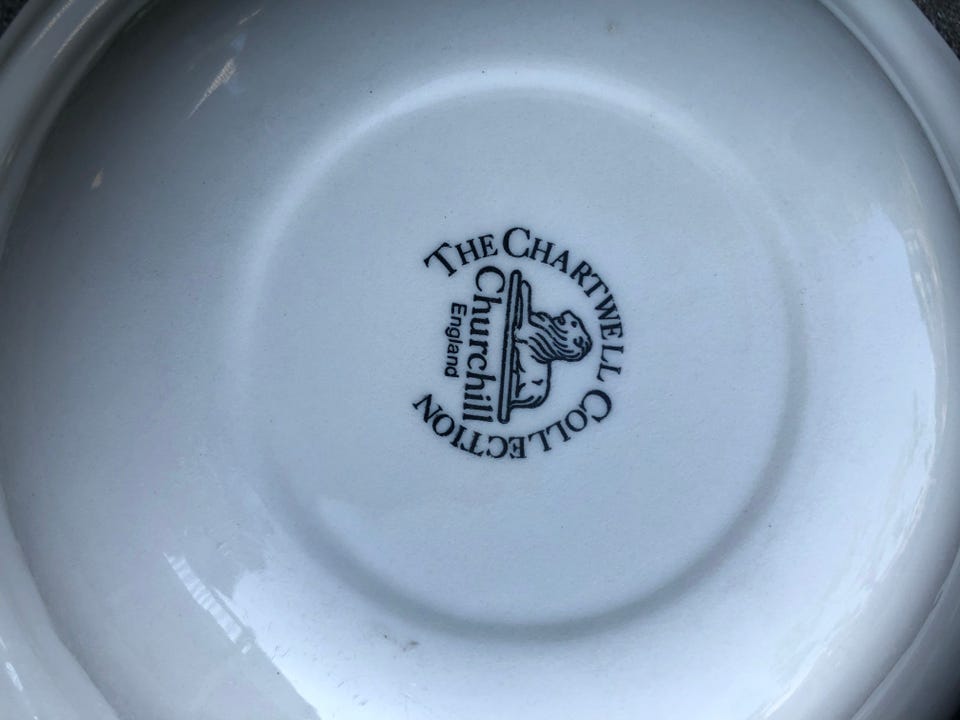 THE CHARTWELL COLLECTION
Churchill
England